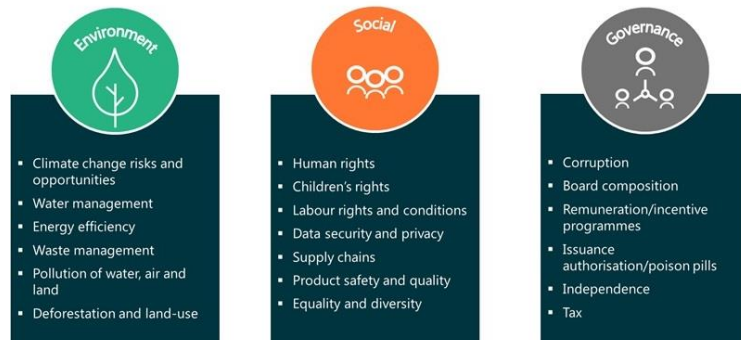 Environment
▪ Climate change risks and
opportunities
▪ Water management
▪ Energy efficiency
▪ Waste management
▪ Pollution of water, air and
land
▪ Deforestation and land-use
Social
▪ Human rights
▪ Children's rights
▪ Labour rights and conditions
▪ Data security and privacy
▪ Supply chains
▪ Product safety and quality
▪ Equality and diversity
Governance
▪ Corruption
▪ Board composition
▪ Remuneration/incentive
programmes
▪ Issuance
authorisation/poison pills
▪ Independence
▪ Tax